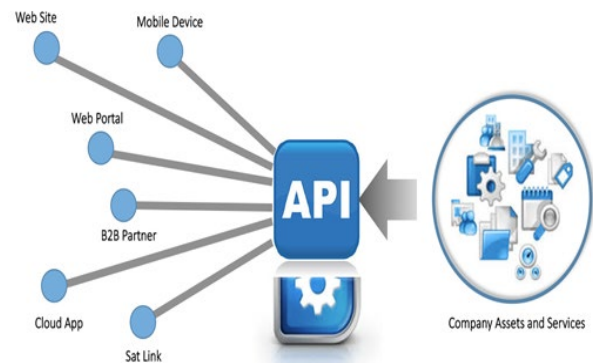 Web Site
Mobile Device
Web Portal
API
B2B Partner
Cloud App
Sat Link
Company Assets and Services